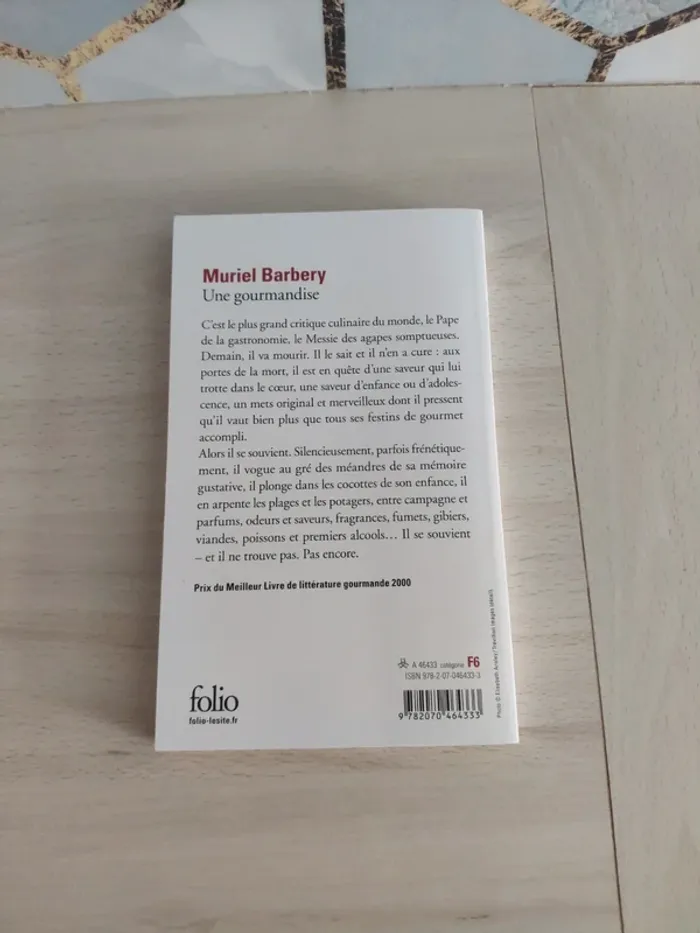 Muriel Barbery
Une gourmandise
C'est le plus grand critique culinaire du monde, le Pape
de la gastronomie, le Messie des agapes somptueuses.
Demain, il va mourir. Il le sait et il n'en a cure : aux
portes de la mort, il est en quête d'une saveur qui lui
trotte dans le cœur, une saveur d'enfance ou d'adoles-
cence, un mets original et merveilleux dont il pressent
qu'il vaut bien plus que tous ses festins de gourmet
accompli.
Alors il se souvient. Silencieusement, parfois frénétique-
ment, il vogue au gré des méandres de sa mémoire
gustative, il plonge dans les cocottes de son enfance, il
en arpente les plages et les potagers, entre campagne et
parfums, odeurs et saveurs, fragrances, fumets, gibiers,
viandes, poissons et premiers alcools… Il se souvient
– et il ne trouve pas. Pas encore.
Prix du Meilleur Livre de littérature gourmande 2000
A 46433 catégorie F6
ISBN 978-2-07-046433-3
9 782070 464333
folio
folio-lesite.fr
Photo ©